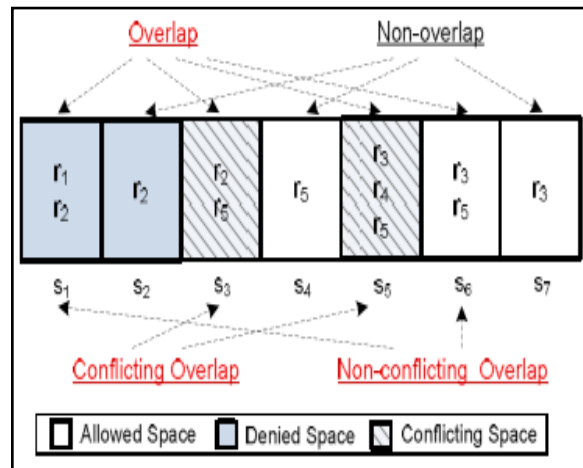 Overlap Non-overlap
r1 r2 r2 r2 r5 r5 r3 r4 r5 r3 r5 r3
s1 s2 s3 s4 s5 s6 s7
Conflicting Overlap Non-conflicting Overlap
Allowed Space Denied Space Conflicting Space